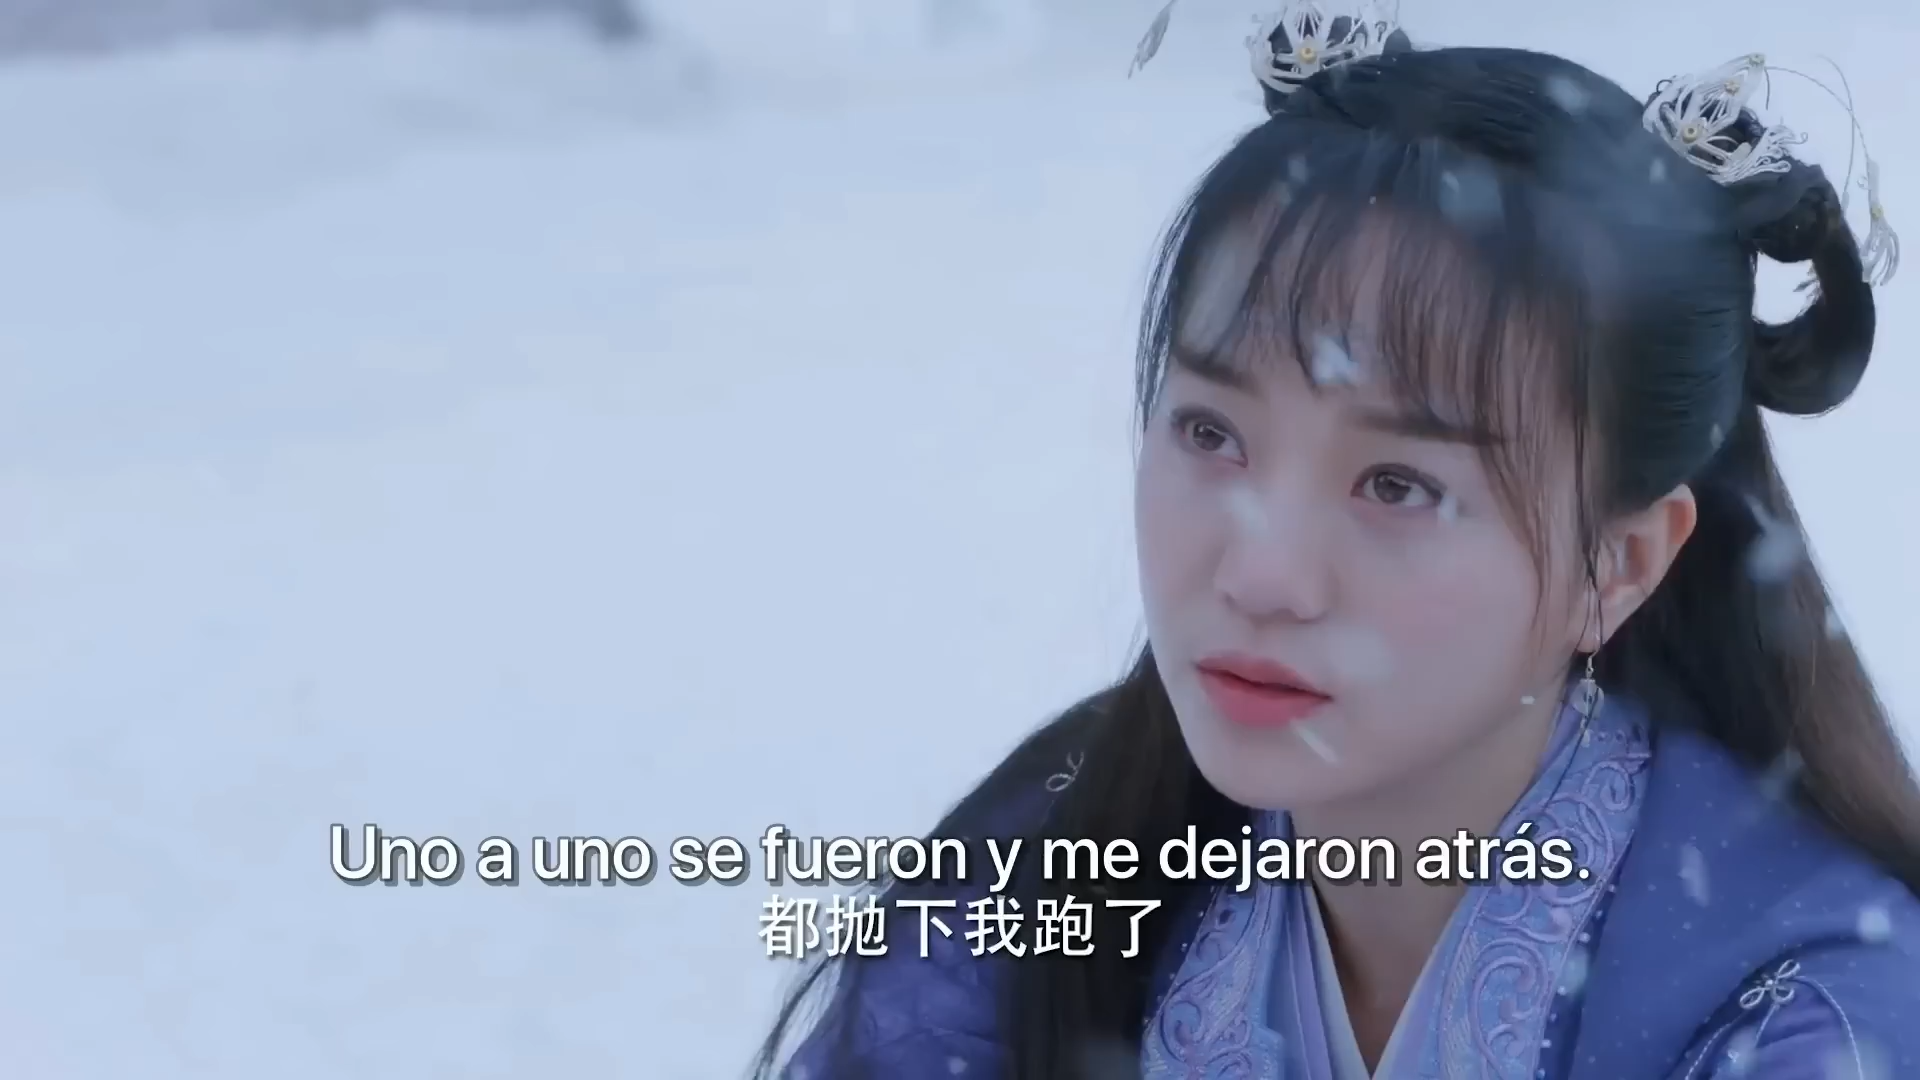 Uno a uno se fueron y me dejaron atrás.
都抛下我跑了